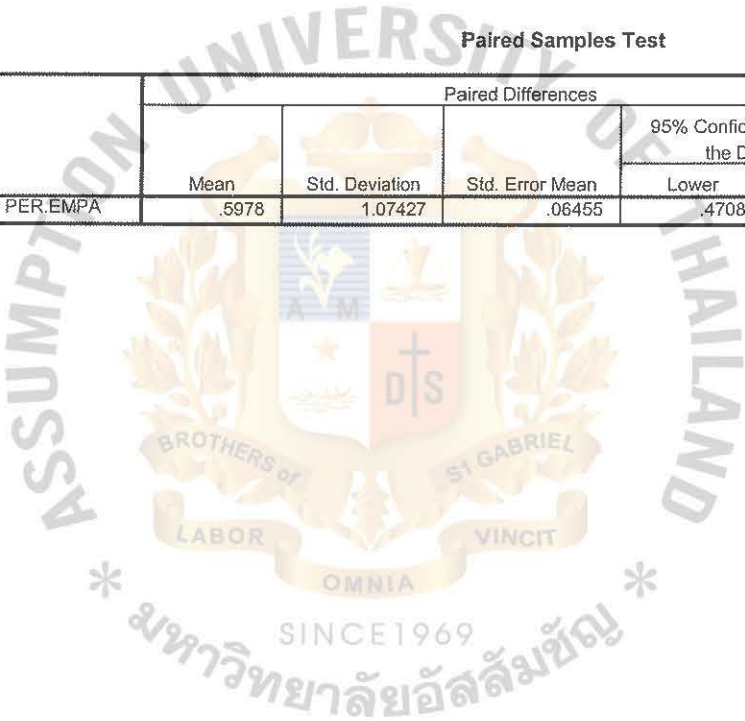 Paired Samples Test
Paired Differences
95% Confid
the D
Mean Std. Deviation Std. Error Mean Lower
PER.EMPA .5978 1.07427 .06455 .4708
ASSUMPTION UNIVERSITY OF THAILAND
A M
D S
BROTHERS of ST GABRIEL
LABOR VINCIT
OMNIA
SINCE1969
* มหาวิทยาลัยอัสสัมชัญ *